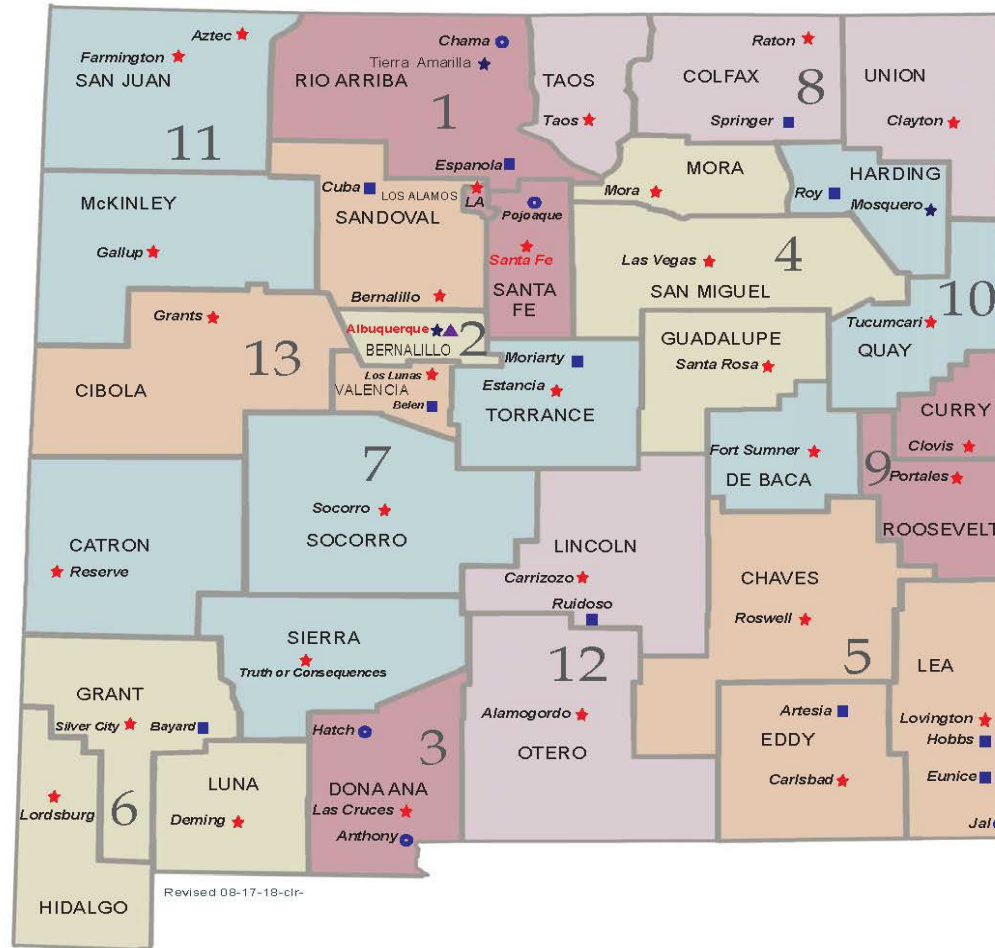 Aztec
Farmington
SAN JUAN
11
Chama
Tierra Amarilla
RIO ARRIBA
1
Espanola
TAOS
Taos
Raton
COLFAX
8
Springer
UNION
Clayton
McKINLEY
Gallup
Cuba
LOS ALAMOS
LA
SANDOVAL
Bernalillo
Pojoaque
Santa Fe
SANTA
FE
MORA
Mora
HARDING
Roy
Mosquero
Las Vegas
4
SAN MIGUEL
10
Grants
13
CIBOLA
Albuquerque
BERNALILLO
2
Los Lunas
VALENCIA
Belen
Moriarty
Estancia
TORRANCE
GUADALUPE
Santa Rosa
Tucumcari
QUAY
CURRY
Clovis
9
Portales
ROOSEVELT
Fort Sumner
DE BACA
7
Socorro
SOCORRO
CATRON
Reserve
LINCOLN
Carrizozo
Ruidoso
CHAVES
Roswell
5
LEA
SIERRA
Truth or Consequences
12
GRANT
Silver City
Bayard
Hatch
3
DONA ANA
Las Cruces
Anthony
Alamogordo
OTERO
Artesia
EDDY
Carlsbad
Lovington
Hobbs
Eunice
Jal
LUNA
Deming
Lordsburg
6
HIDALGO
Revised 08-17-18-clr-